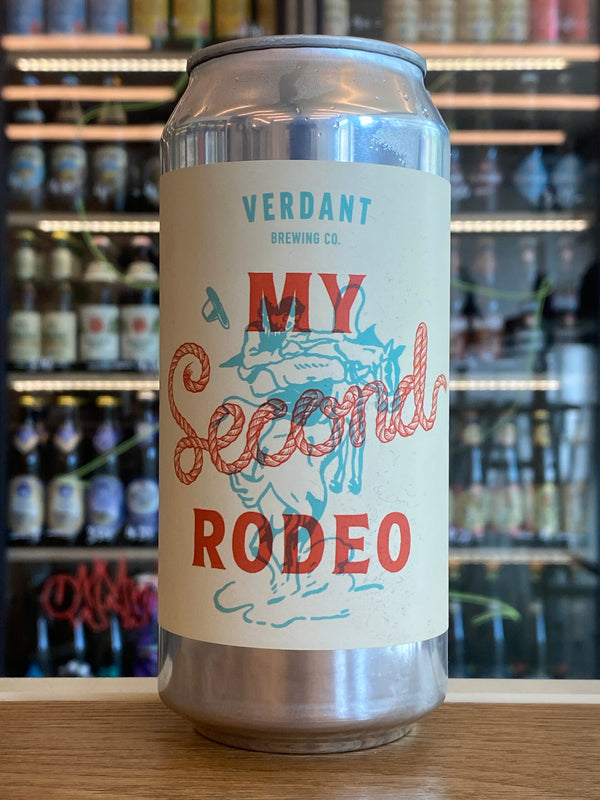 VERDANT
BREWING CO.
MY
Second
RODEO